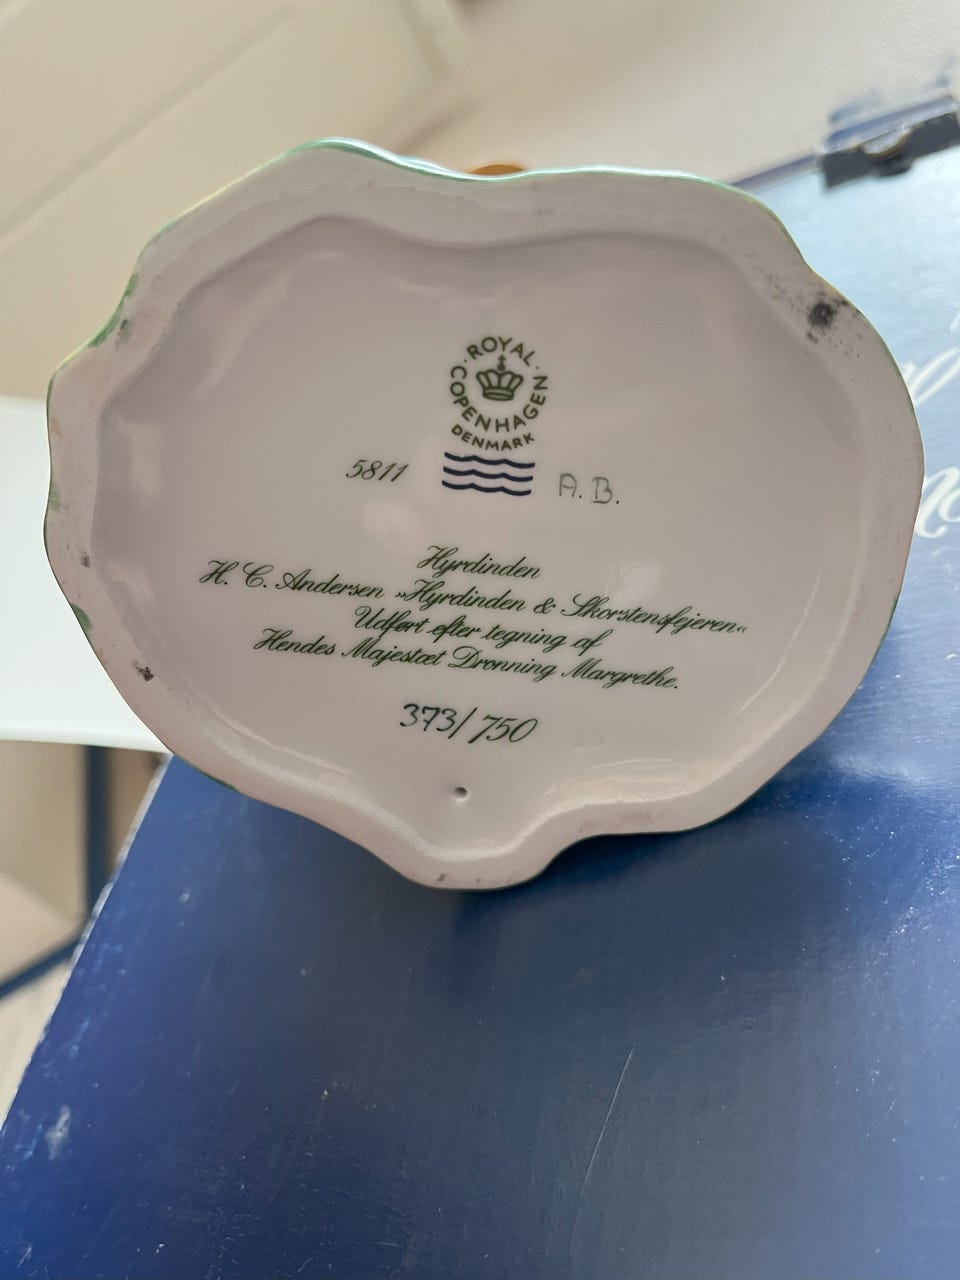 · ROYAL ·
COPENHAGEN
DENMARK
5811 A. B.
Hyrdinden
H. C. Andersen »Hyrdinden & Skorstensfejeren«
Udført efter tegning af
Hendes Majestæt Dronning Margrethe.
373/750